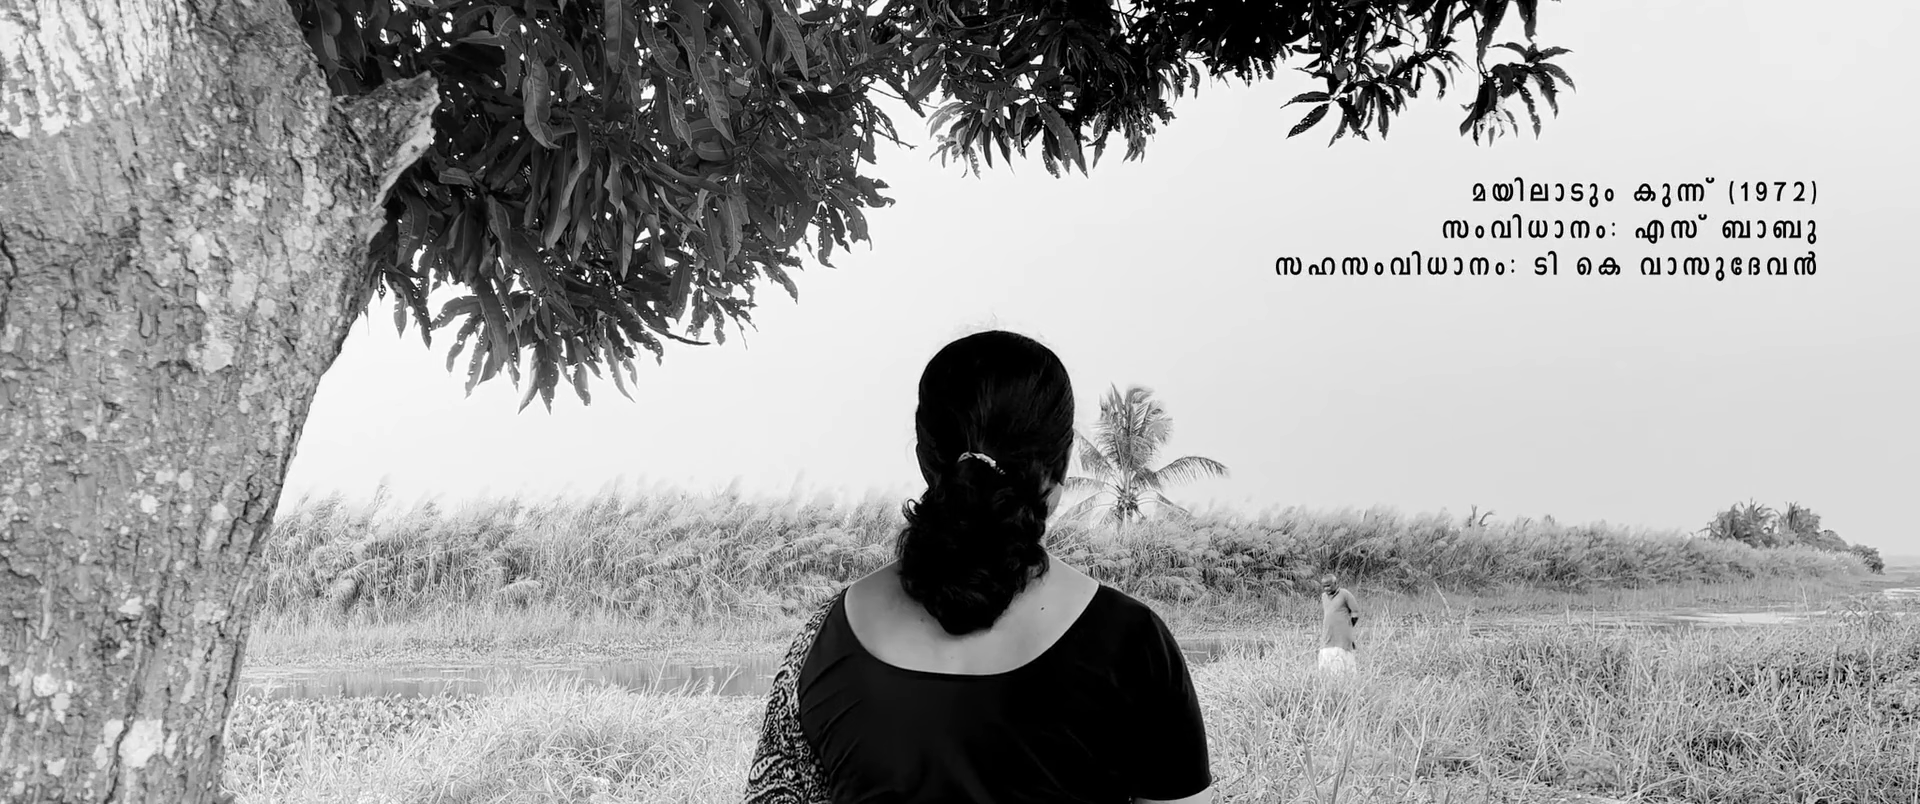 മയിലാടും കുന്ന് (1972)
സംവിധാനം: എസ് ബാബു
സഹസംവിധാനം: ടി കെ വാസുദേവൻ